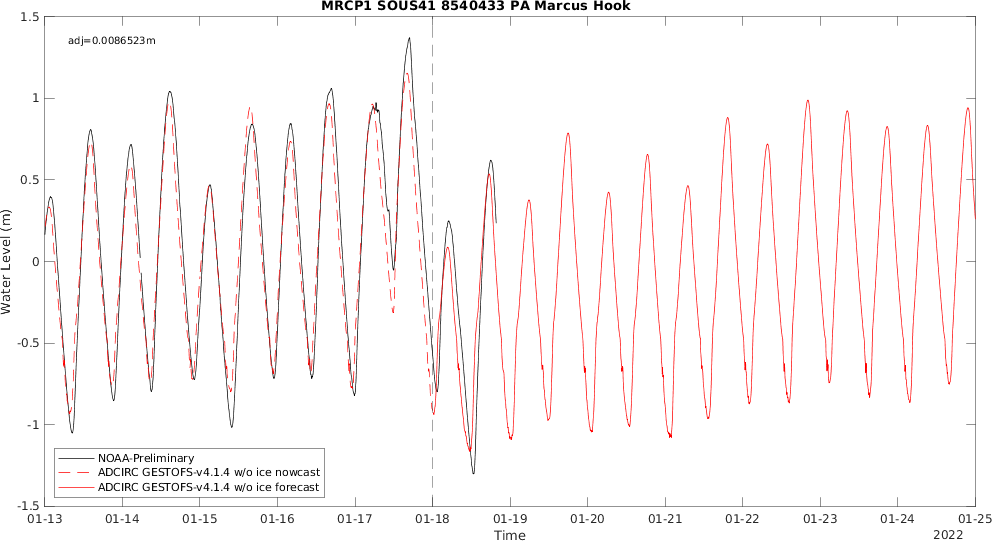 MRCP1 SOUS41 8540433 PA Marcus Hook
adj=0.0086523m
1.5
1
0.5
0
-0.5
-1
-1.5
Water Level (m)
NOAA-Preliminary
ADCIRC GESTOFS-v4.1.4 w/o ice nowcast
ADCIRC GESTOFS-v4.1.4 w/o ice forecast
01-13 01-14 01-15 01-16 01-17 01-18 01-19 01-20 01-21 01-22 01-23 01-24 01-25
Time
2022